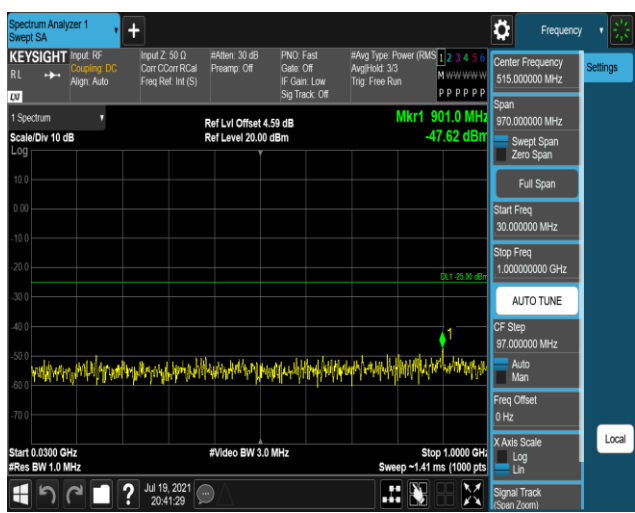 Spectrum Analyzer 1
Swept SA
Frequency
KEYSIGHT
Input: RF
Input Z: 50 Ω
#Atten: 30 dB
PNO: Fast
#Avg Type: Power (RMS
1 2 3 4 5 6
RL
Coupling: DC
Corr CCorr RCal
Preamp: Off
Gate: Off
Avg|Hold: 3/3
M W W W W W
Align: Auto
Freq Ref: Int (S)
IF Gain: Low
Trig: Free Run
Sig Track: Off
P P P P P P
LXI
1 Spectrum
Ref Lvl Offset 4.59 dB
Mkr1 901.0 MHz
Scale/Div 10 dB
Ref Level 20.00 dBm
-47.62 dBm
Log
10.0
0.00
-10.0
-20.0
DL1 -25.00 dBm
-30.0
-40.0
1
-50.0
-60.0
-70.0
Start 0.0300 GHz
#Video BW 3.0 MHz
Stop 1.0000 GHz
#Res BW 1.0 MHz
Sweep ~1.41 ms (1000 pts
Jul 19, 2021
20:41:29
?
Center Frequency
515.000000 MHz
Span
970.000000 MHz
Swept Span
Zero Span
Full Span
Start Freq
30.000000 MHz
Stop Freq
1.000000000 GHz
AUTO TUNE
CF Step
97.000000 MHz
Auto
Man
Freq Offset
0 Hz
X Axis Scale
Log
Lin
Signal Track
(Span Zoom)
Settings
Local